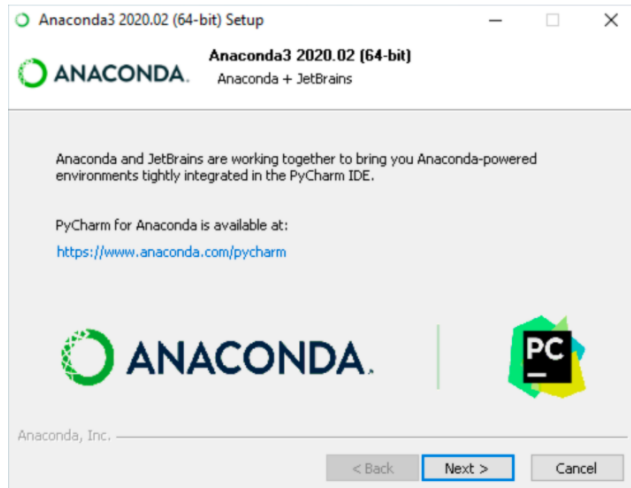 Anaconda3 2020.02 (64-bit) Setup
ANACONDA.
Anaconda3 2020.02 (64-bit)
Anaconda + JetBrains
Anaconda and JetBrains are working together to bring you Anaconda-powered
environments tightly integrated in the PyCharm IDE.
PyCharm for Anaconda is available at:
https://www.anaconda.com/pycharm
ANACONDA.
PC
Anaconda, Inc.
< Back Next > Cancel